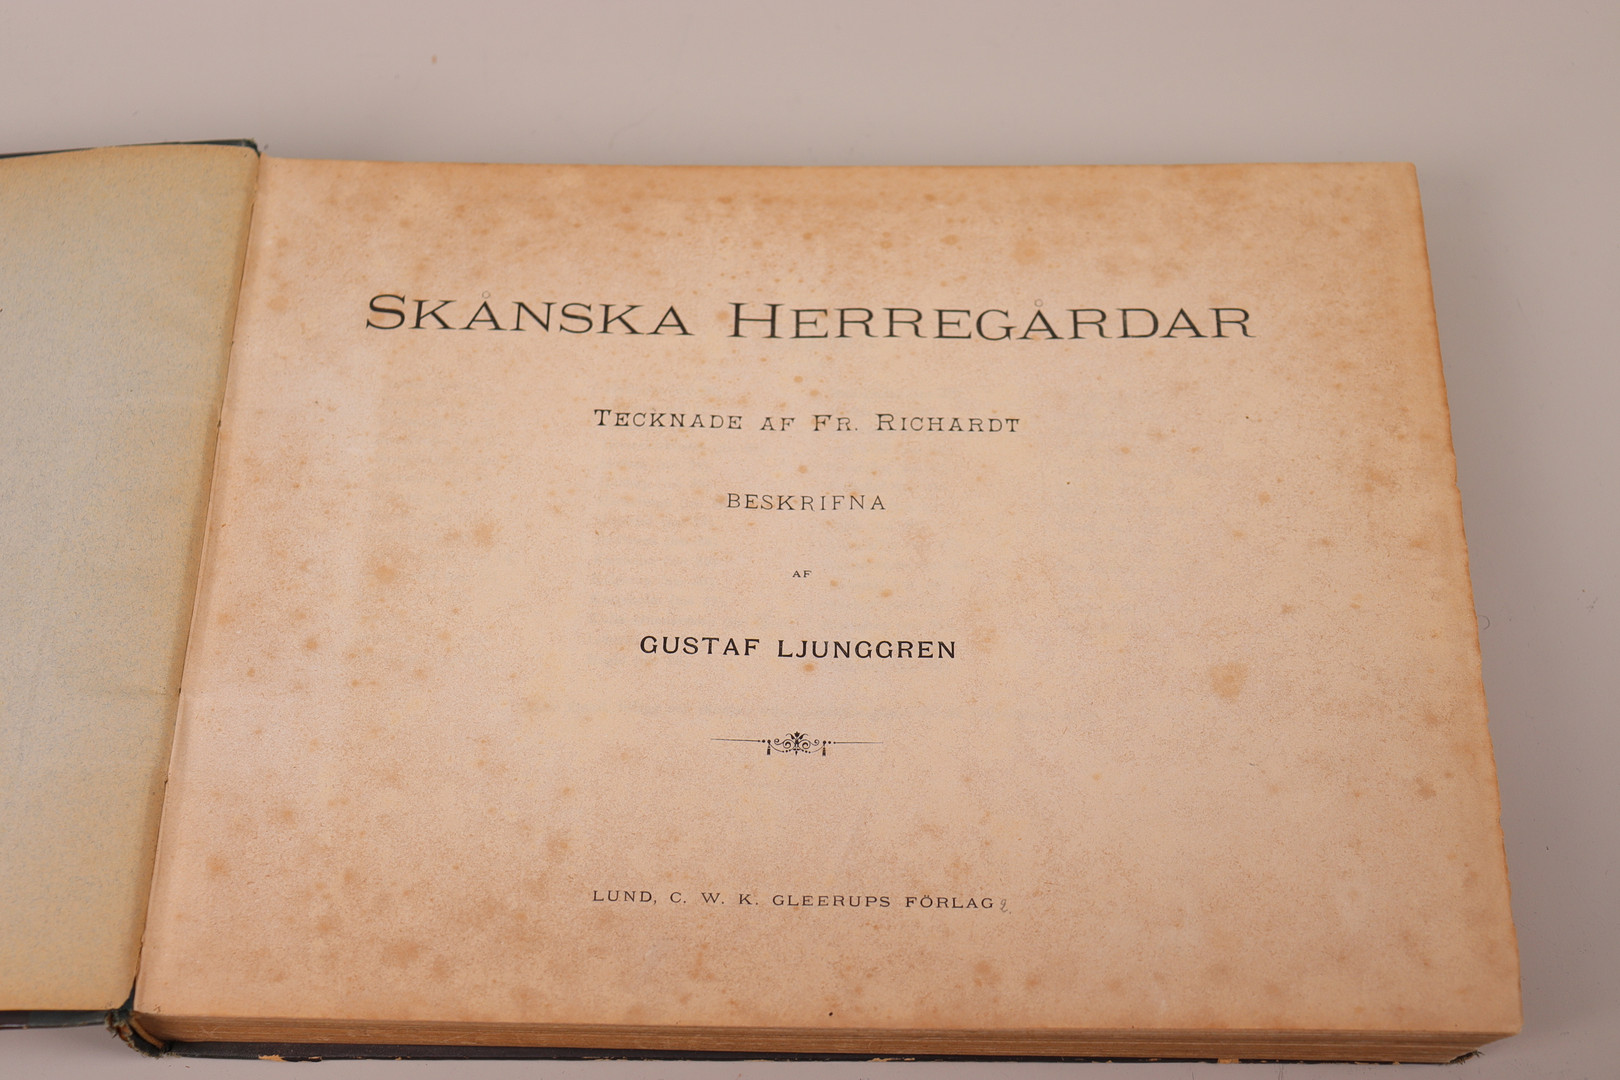 SKÅNSKA HERREGÅRDAR
TECKNADE AF FR. RICHARDT
BESKRIFNA
AF
GUSTAF LJUNGGREN
LUND, C. W. K. GLEERUPS FÖRLAG